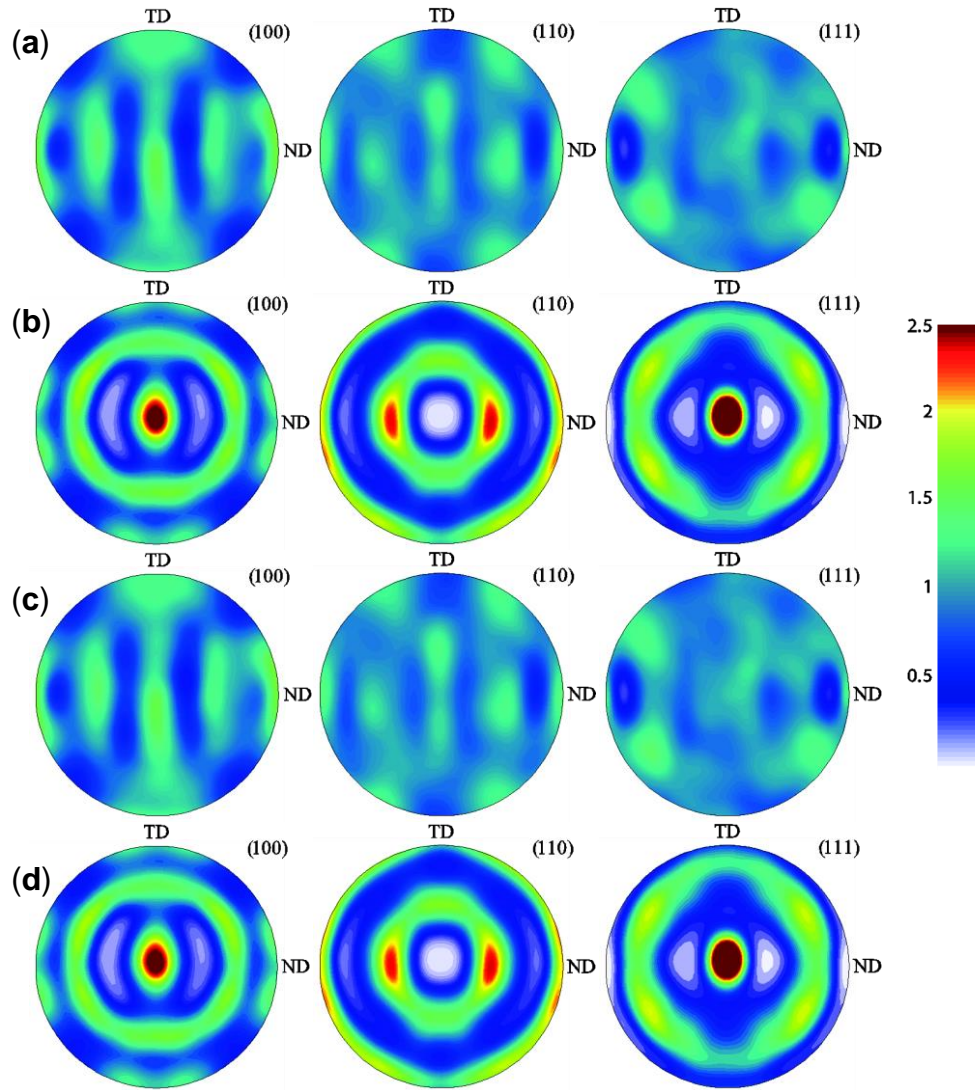 TD TD TD
(a) (100) (110) (111)
ND ND ND
TD TD TD
(b) (100) (110) (111)
2.5
ND ND ND
2
1.5
TD TD TD
(c) (100) (110) (111)
1
ND ND ND
0.5
TD TD TD
(d) (100) (110) (111)
ND ND ND